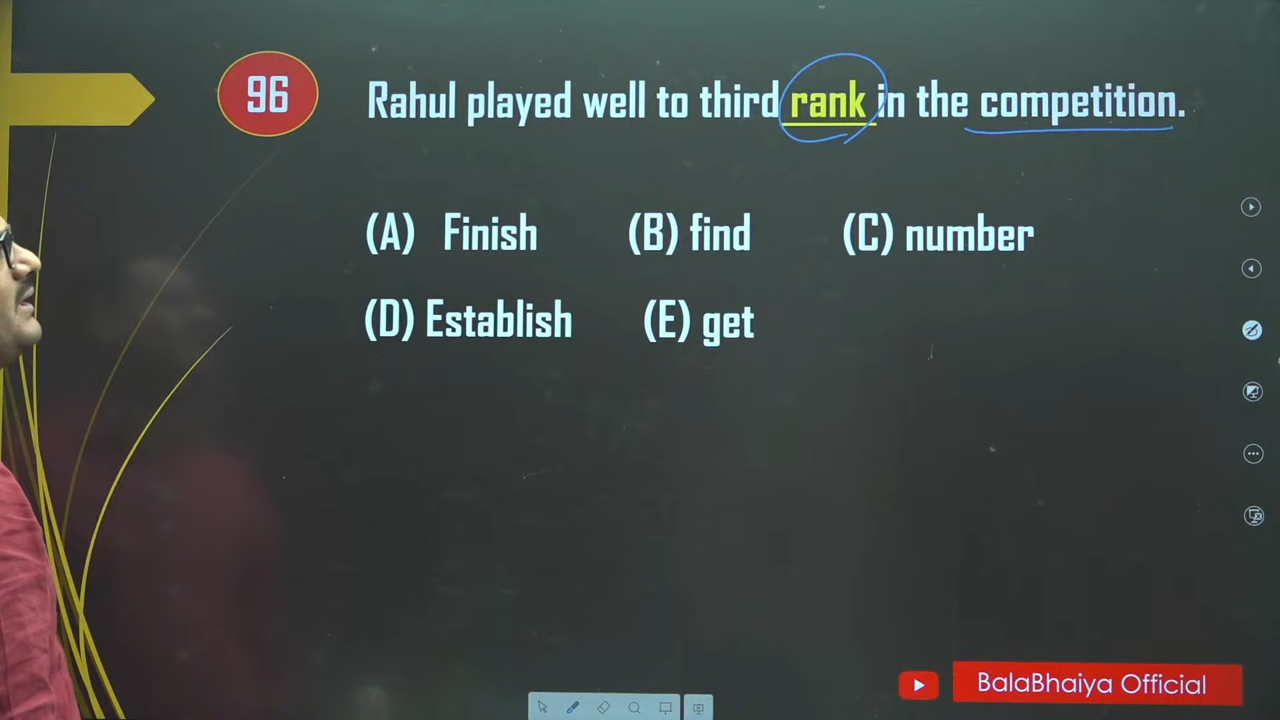 96
Rahul played well to third rank in the competition.
(A) Finish (B) find (C) number
(D) Establish (E) get
BalaBhaiya Official